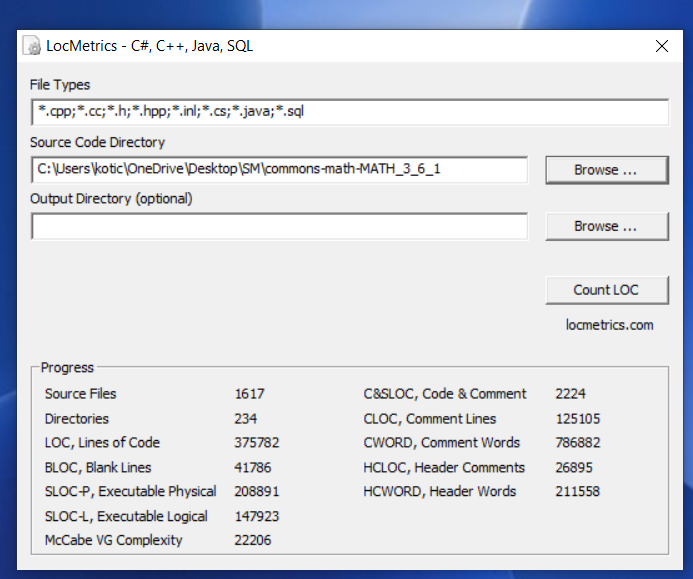 LocMetrics - C#, C++, Java, SQL
File Types
*.cpp;*.cc;*.h;*.hpp;*.inl;*.cs;*.java;*.sql
Source Code Directory
C:\Users\kotic\OneDrive\Desktop\SM\commons-math-MATH_3_6_1
Browse ...
Output Directory (optional)
Browse ...
Count LOC
locmetrics.com
Progress
Source Files 1617 C&SLOC, Code & Comment 2224
Directories 234 CLOC, Comment Lines 125105
LOC, Lines of Code 375782 CWORD, Comment Words 786882
BLOC, Blank Lines 41786 HCLOC, Header Comments 26895
SLOC-P, Executable Physical 208891 HCWORD, Header Words 211558
SLOC-L, Executable Logical 147923
McCabe VG Complexity 22206